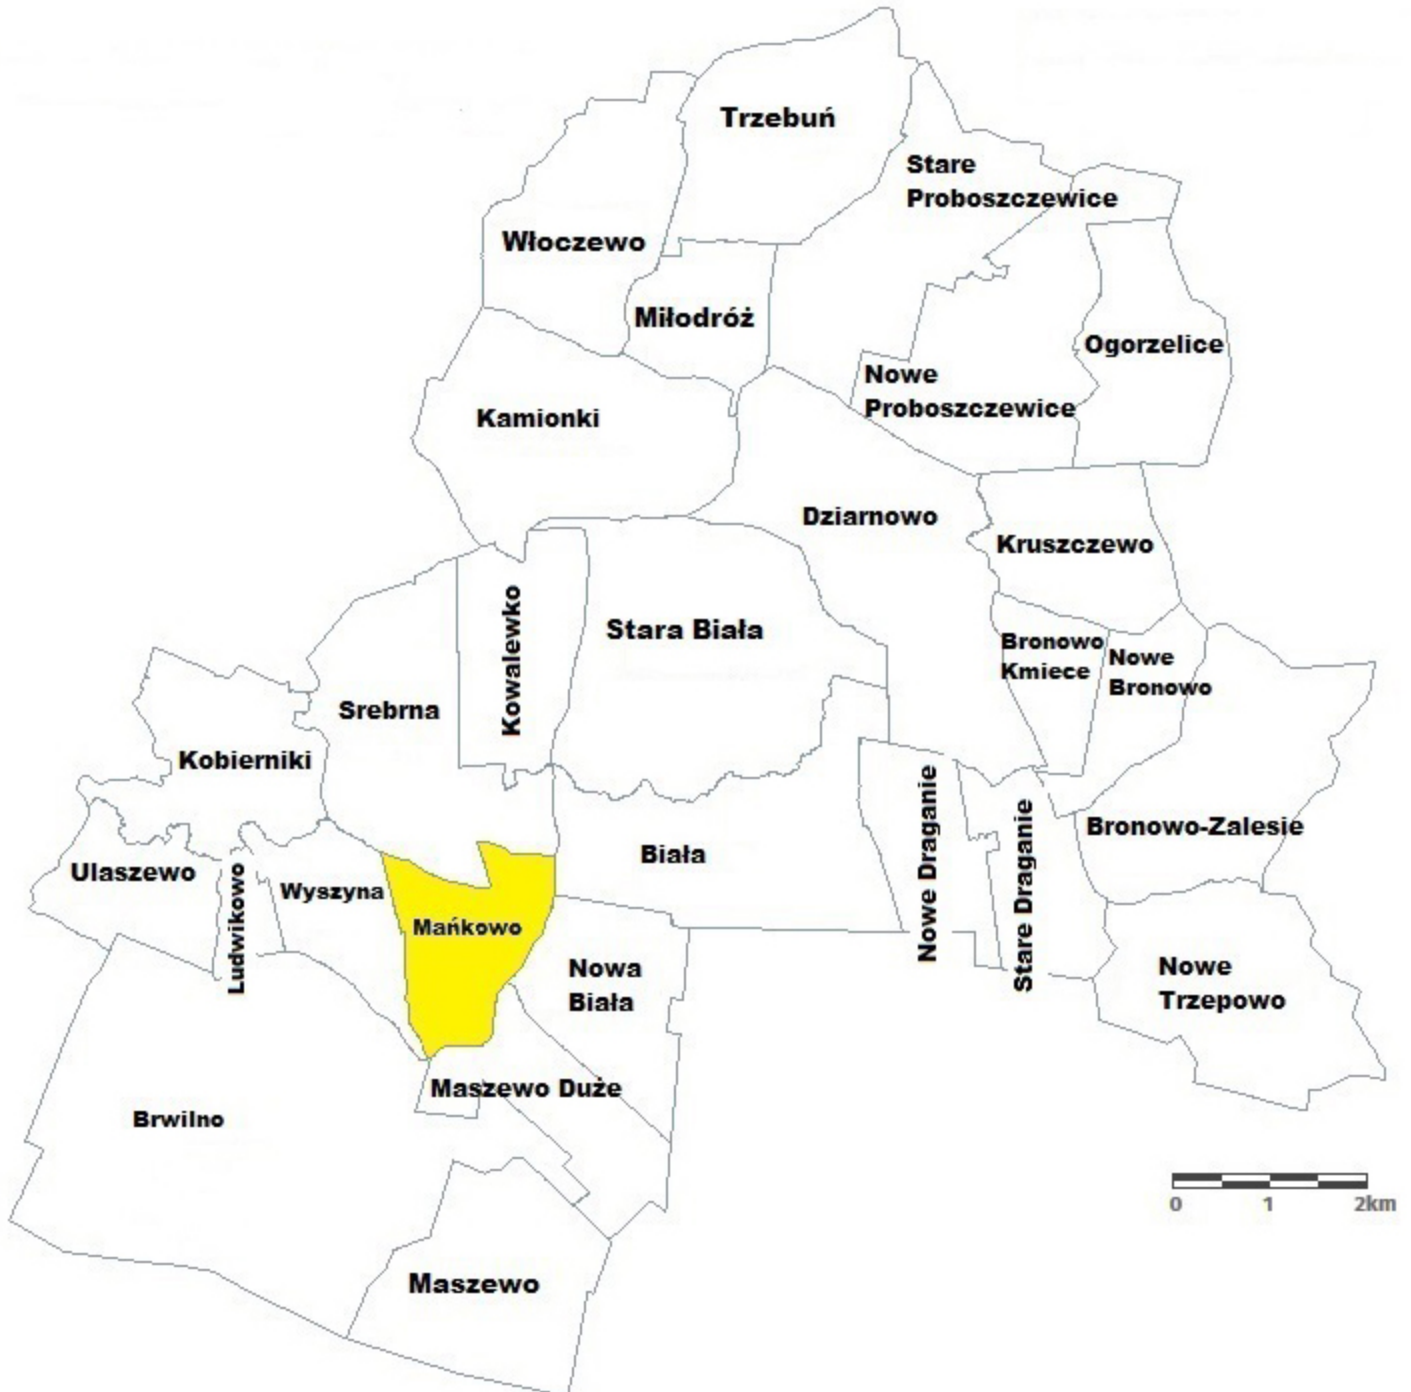 Trzebuń
Stare
Proboszczewice
Włoczewo
Miłodróż
Ogorzelice
Nowe
Proboszczewice
Kamionki
Dziarnowo
Kruszczewo
Kowalewko
Stara Biała
Bronowo
Kmiece
Nowe
Bronowo
Srebrna
Kobierniki
Bronowo-Zalesie
Biała
Nowe Draganie
Stare Draganie
Ulaszewo
Ludwikowo
Wyszyna
Mańkowo
Nowa
Biała
Nowe
Trzepowo
Maszewo Duże
Brwilno
Maszewo
0 1 2km